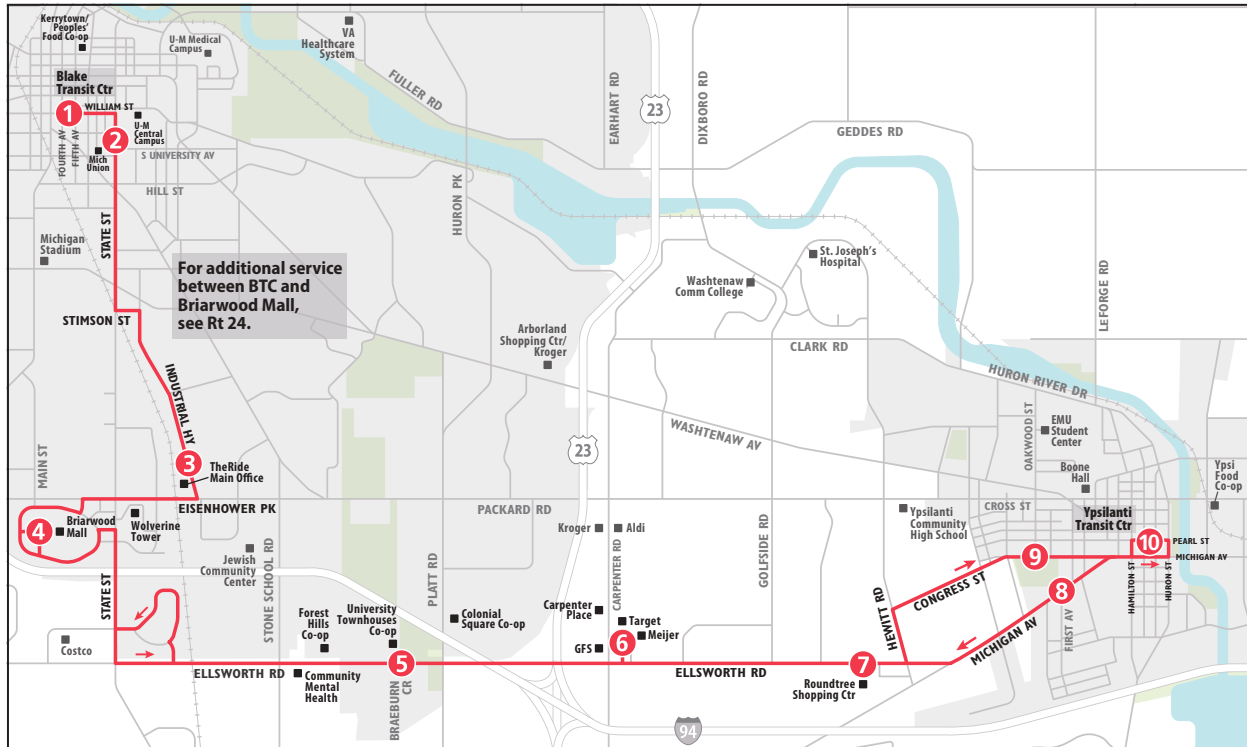 Kerrytown/
Peoples'
Food Co-op
U-M Medical
Campus
VA
Healthcare
System
FULLER RD
EARHART RD
23
DIXBORO RD
GEDDES RD
Blake
Transit Ctr
1
WILLIAM ST
2
U-M
Central
Campus
FOURTH AV
FIFTH AV
Mich
Union
S UNIVERSITY AV
HILL ST
HURON PK
STATE ST
Michigan
Stadium
For additional service
between BTC and
Briarwood Mall,
see Rt 24.
St. Joseph's
Hospital
Washtenaw
Comm College
LEFORGE RD
STIMSON ST
Arborland
Shopping Ctr/
Kroger
CLARK RD
HURON RIVER DR
INDUSTRIAL HY
WASHTENAW AV
OAKWOOD ST
EMU
Student
Center
MAIN ST
3
TheRide
Main Office
23
Boone
Hall
Ypsi
Food
Co-op
EISENHOWER PK
PACKARD RD
CROSS ST
Ypsilanti
Transit Ctr
4
Briarwood
Mall
Wolverine
Tower
Kroger
Aldi
Ypsilanti
Community
High School
10
PEARL ST
MICHIGAN AV
Jewish
Community
Center
STONE SCHOOL RD
PLATT RD
CARPENTER RD
GOLFSIDE RD
9
STATE ST
HEWITT RD
CONGRESS ST
8
HAMILTON ST
HURON ST
Forest
Hills
Co-op
University
Townhouses
Co-op
Colonial
Square Co-op
Carpenter
Place
Target
Meijer
6
GFS
MICHIGAN AV
FIRST AV
Costco
5
7
ELLSWORTH RD
ELLSWORTH RD
Community
Mental
Health
BRAEBURN
CR
Roundtree
Shopping Ctr
94